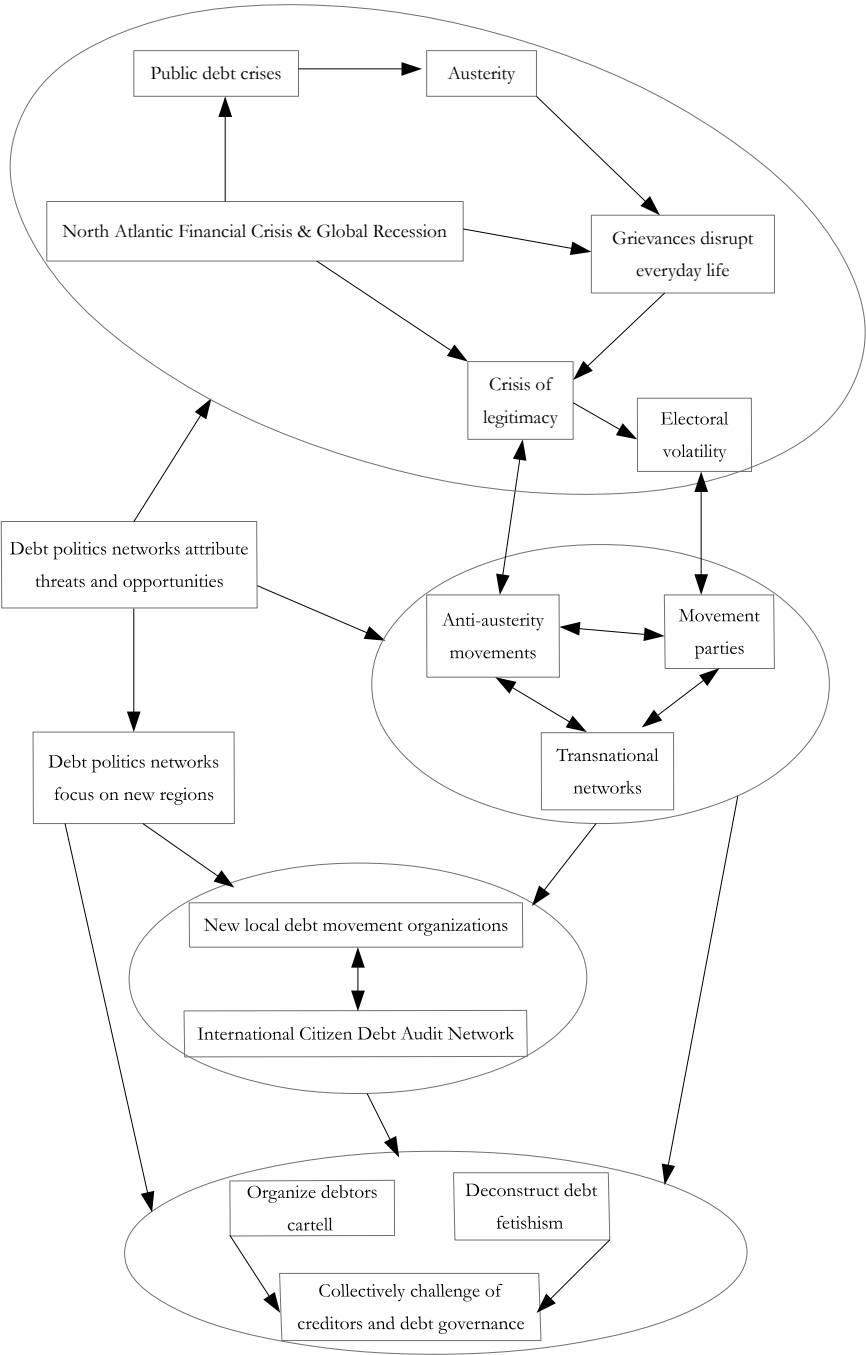 Public debt crises
Austerity
North Atlantic Financial Crisis & Global Recession
Grievances disrupt
everyday life
Crisis of
legitimacy
Electoral
volatility
Debt politics networks attribute
threats and opportunities
Anti-austerity
movements
Movement
parties
Debt politics networks
focus on new regions
Transnational
networks
New local debt movement organizations
International Citizen Debt Audit Network
Organize debtors
cartell
Deconstruct debt
fetishism
Collectively challenge of
creditors and debt governance